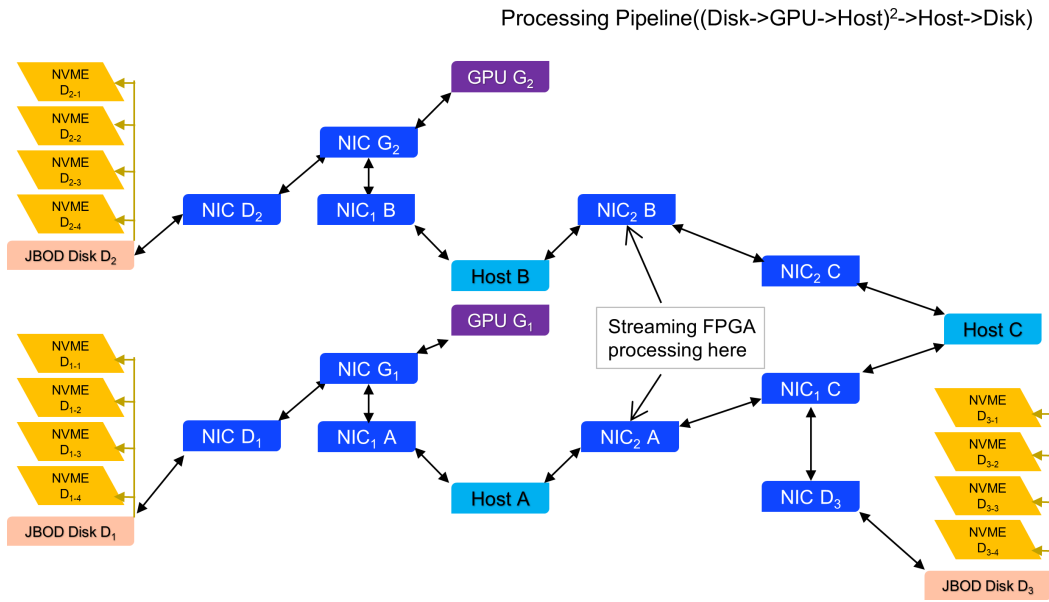 Processing Pipeline((Disk->GPU->Host)²->Host->Disk)
NVME
D₂₋₁
NVME
D₂₋₂
NVME
D₂₋₃
NVME
D₂₋₄
JBOD Disk D₂
NIC D₂
NIC G₂
GPU G₂
NIC₁ B
Host B
NIC₂ B
NIC₂ C
Host C
Streaming FPGA
processing here
NVME
D₁₋₁
NVME
D₁₋₂
NVME
D₁₋₃
NVME
D₁₋₄
JBOD Disk D₁
NIC D₁
NIC G₁
GPU G₁
NIC₁ A
Host A
NIC₂ A
NIC₁ C
NIC D₃
NVME
D₃₋₁
NVME
D₃₋₂
NVME
D₃₋₃
NVME
D₃₋₄
JBOD Disk D₃